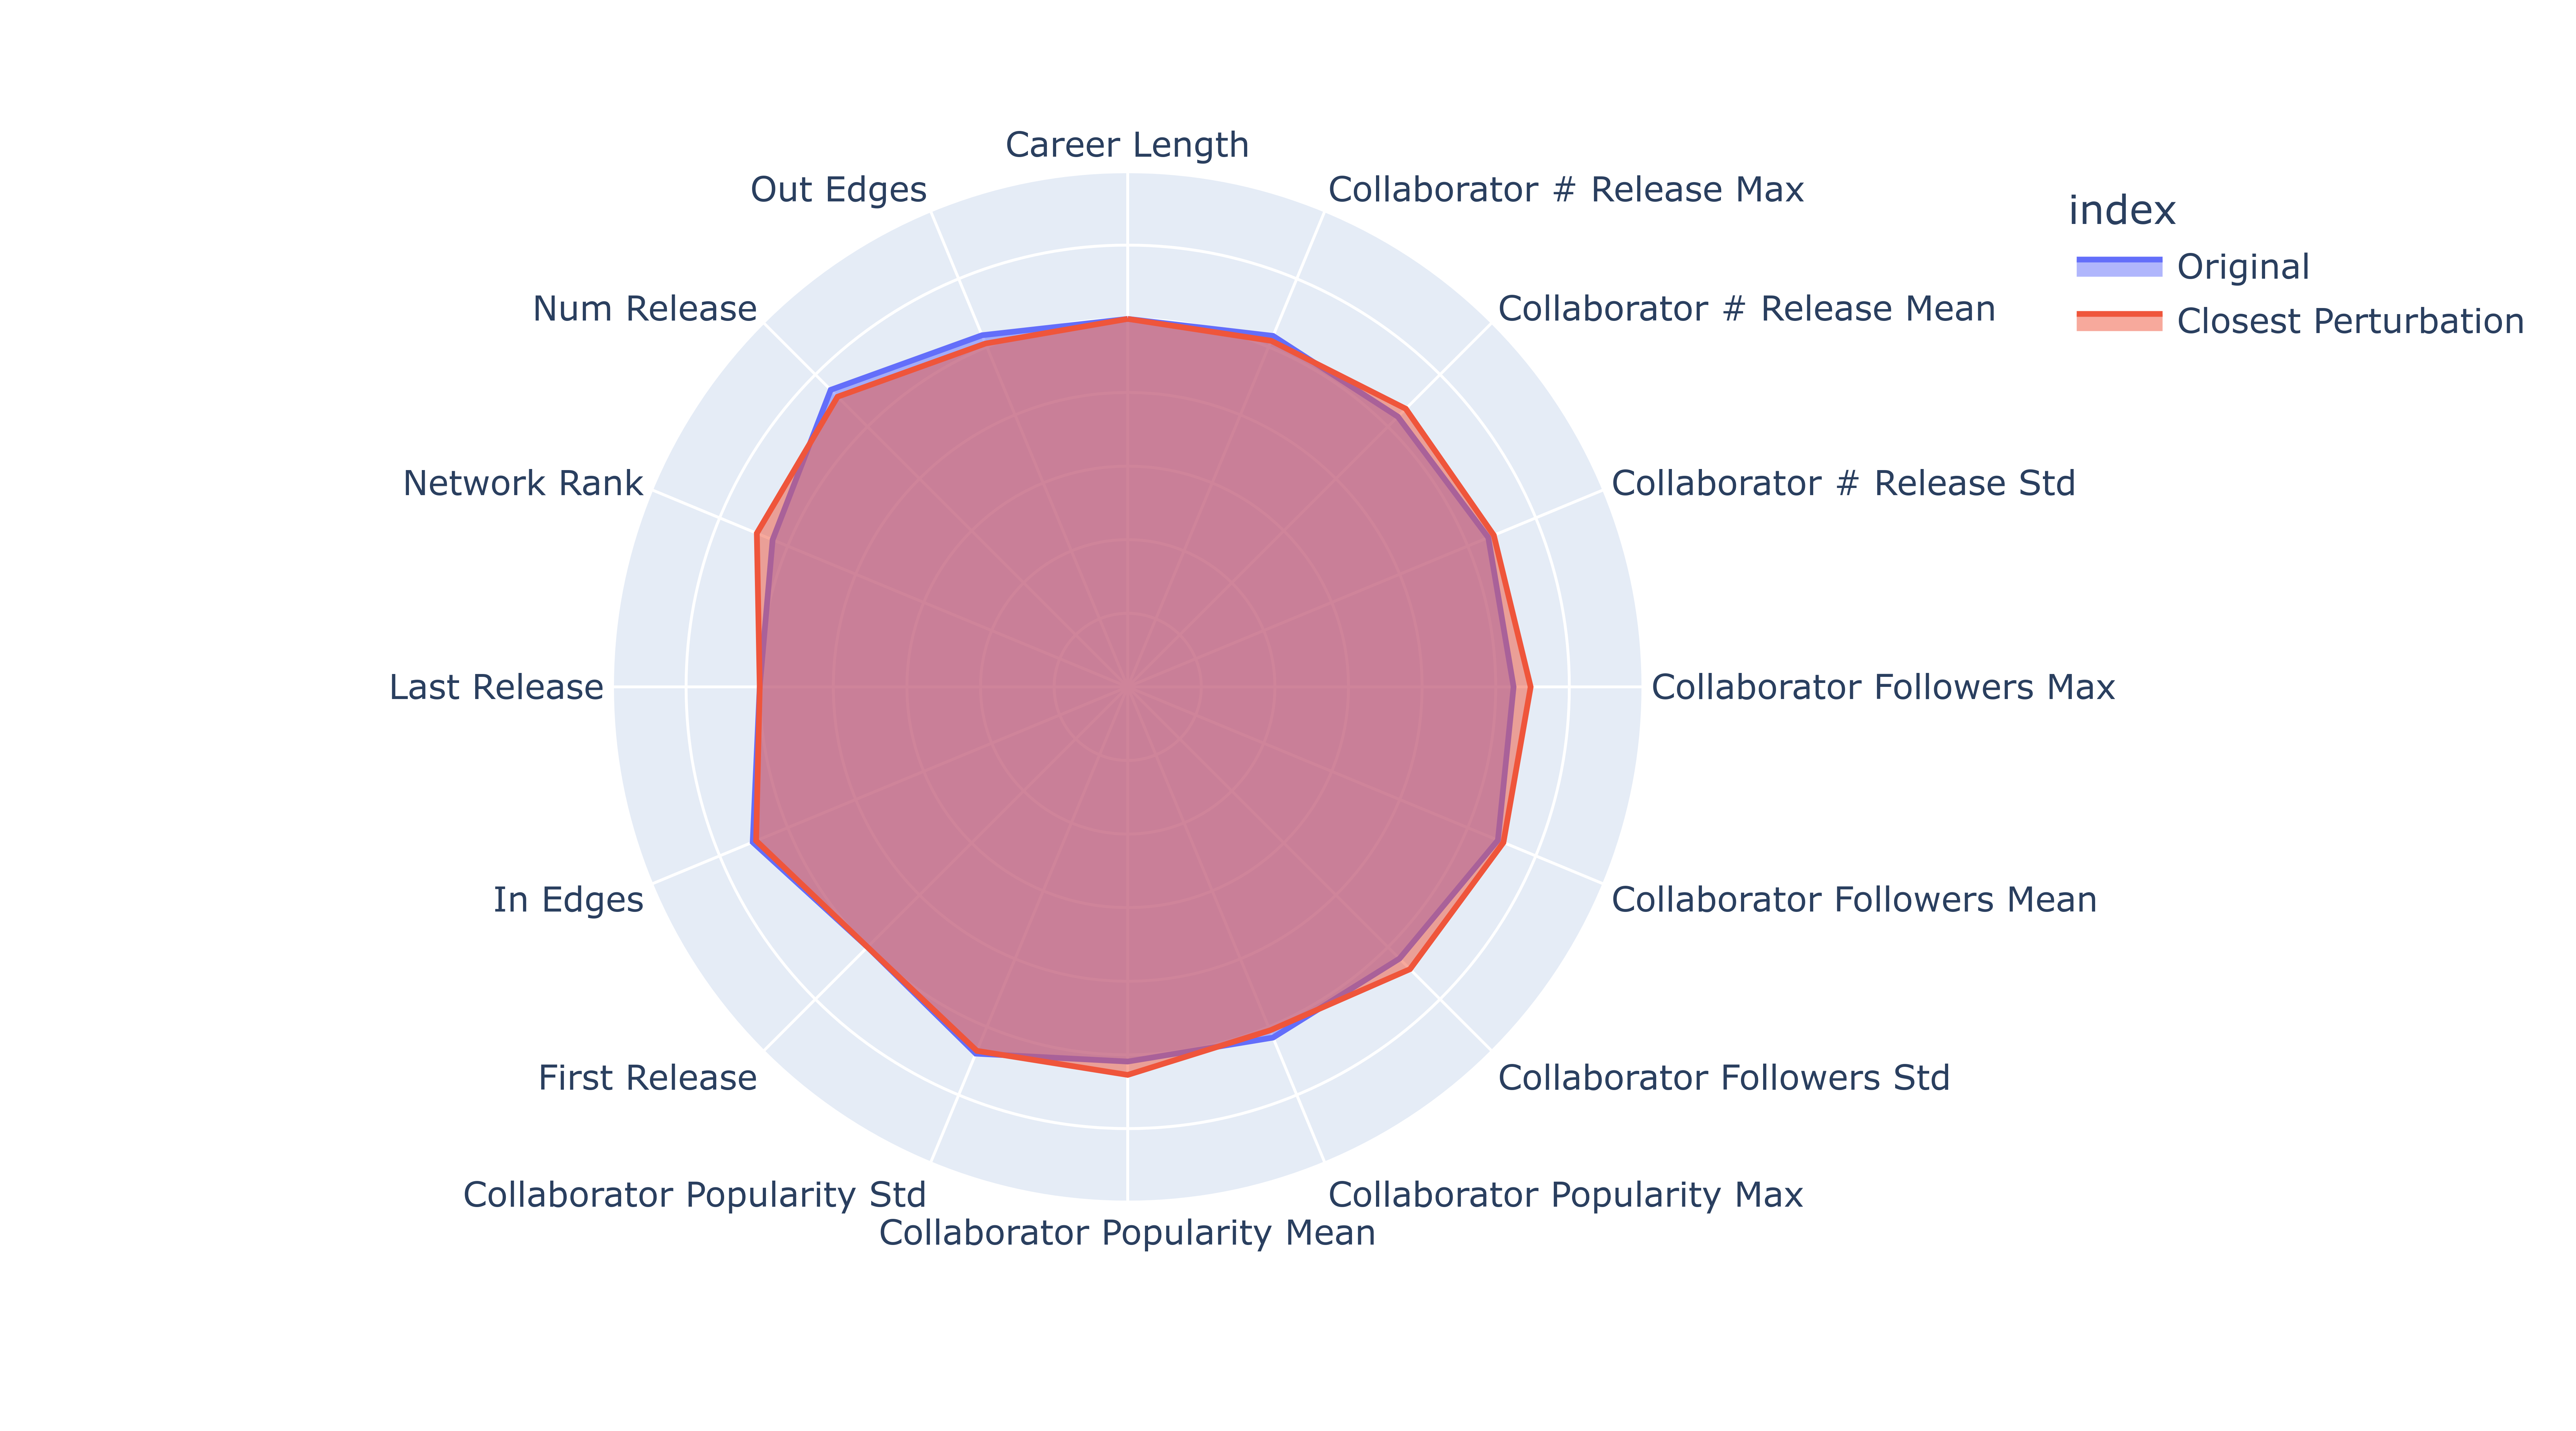 Career Length
Out Edges
Collaborator # Release Max
index
Original
Closest Perturbation
Num Release
Collaborator # Release Mean
Network Rank
Collaborator # Release Std
Last Release
Collaborator Followers Max
In Edges
Collaborator Followers Mean
First Release
Collaborator Followers Std
Collaborator Popularity Std
Collaborator Popularity Max
Collaborator Popularity Mean